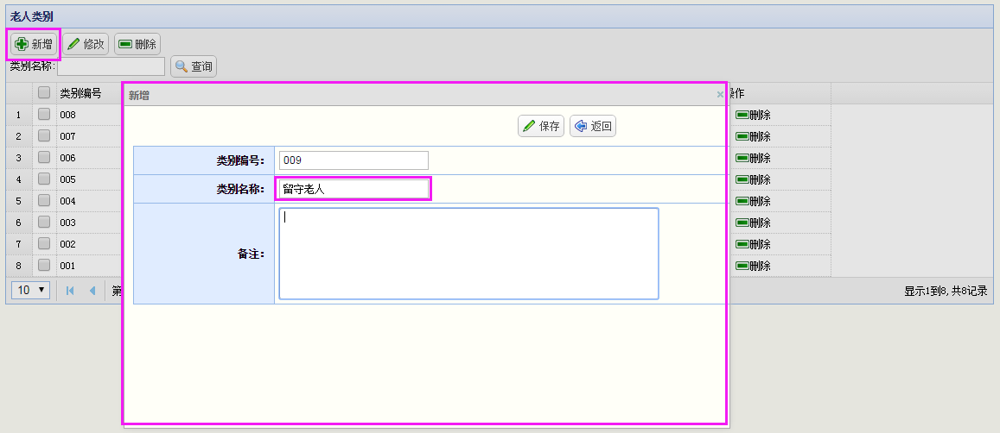 老人类别
新增 修改 删除
类别名称: 查询
类别编号 操作
1 008 删除
2 007 删除
3 006 删除
4 005 删除
5 004 删除
6 003 删除
7 002 删除
8 001 删除
10 第 显示1到8,共8记录
新增
保存 返回
类别编号: 009
类别名称: 留守老人
备注: